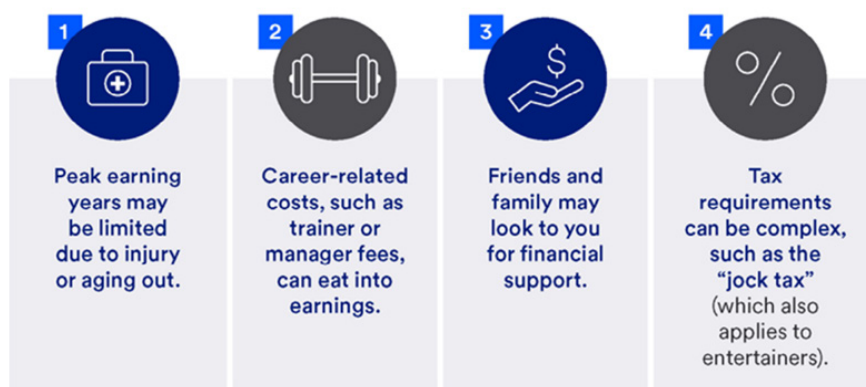 1
Peak earning
years may
be limited
due to injury
or aging out.
2
Career-related
costs, such as
trainer or
manager fees,
can eat into
earnings.
3
Friends and
family may
look to you
for financial
support.
$
4
Tax
requirements
can be complex,
such as the
“jock tax”
(which also
applies to
entertainers).
%